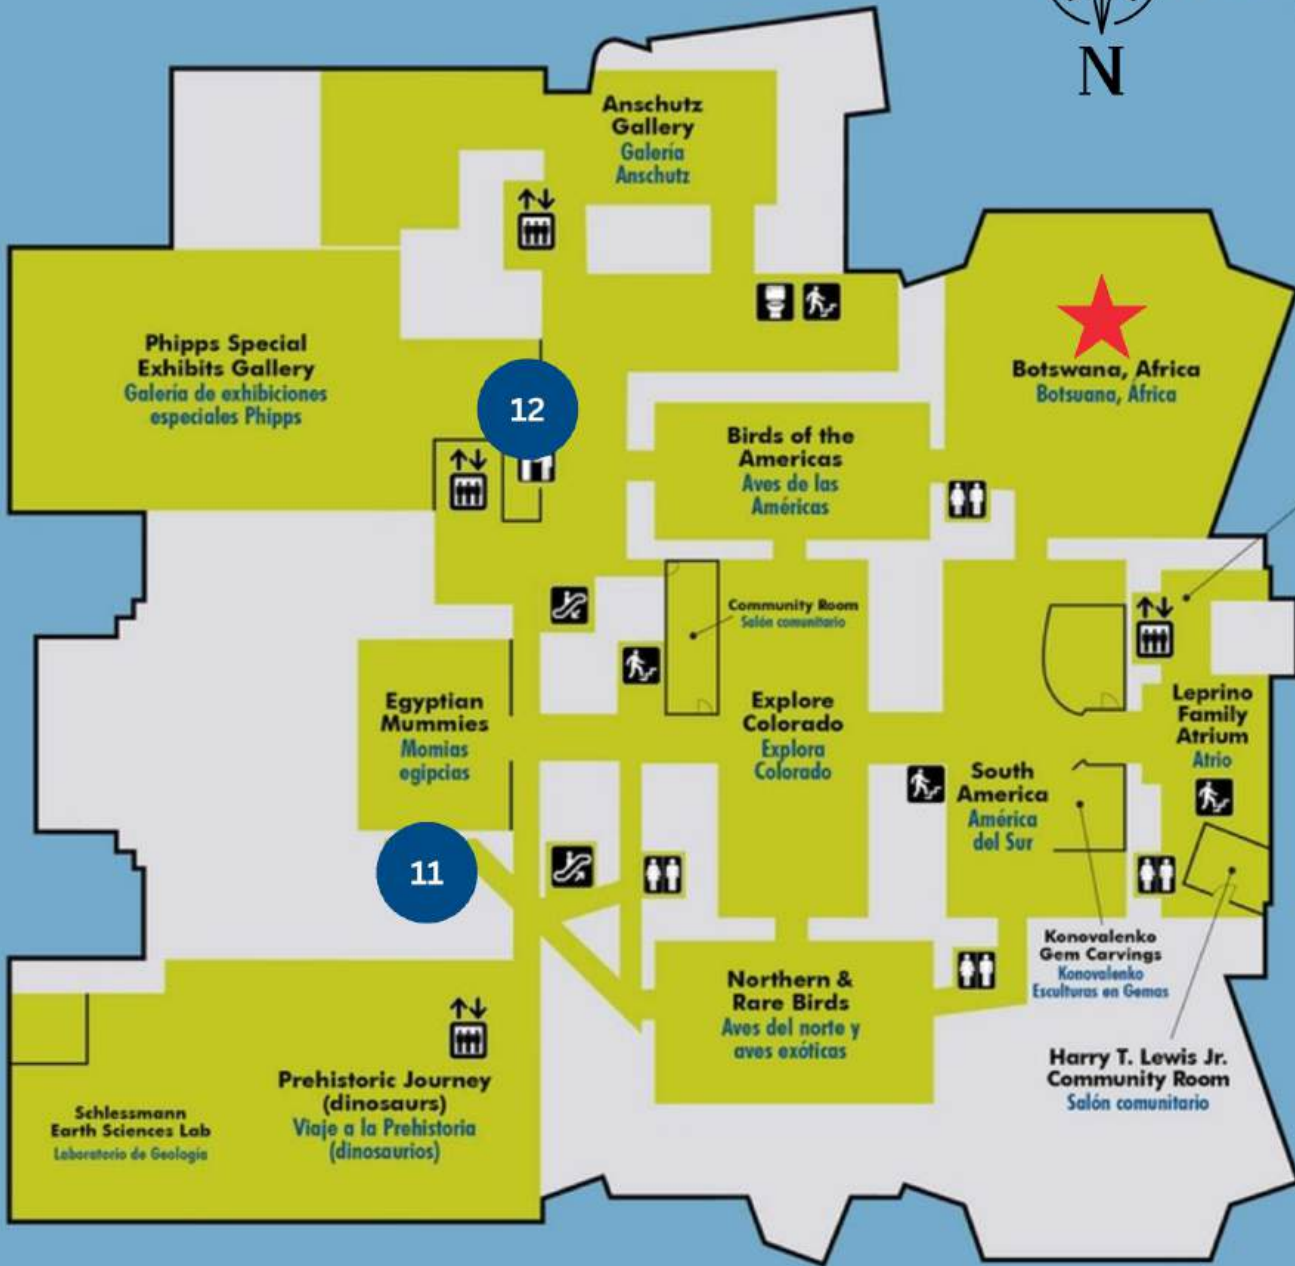 N
Anschutz
Gallery
Galería
Anschutz
Phipps Special
Exhibits Gallery
Galería de exhibiciones
especiales Phipps
12
Botswana, Africa
Botsuana, África
Birds of the
Americas
Aves de las
Américas
Community Room
Salón comunitario
Egyptian
Mummies
Momias
egipcias
Explore
Colorado
Explora
Colorado
Leprino
Family
Atrium
Atrio
South
America
América
del Sur
11
Konovalenko
Gem Carvings
Konovalenko
Esculturas en Gemas
Northern &
Rare Birds
Aves del norte y
aves exóticas
Harry T. Lewis Jr.
Community Room
Salón comunitario
Prehistoric Journey
(dinosaurs)
Viaje a la Prehistoria
(dinosaurios)
Schlessmann
Earth Sciences Lab
Laboratorio de Geología